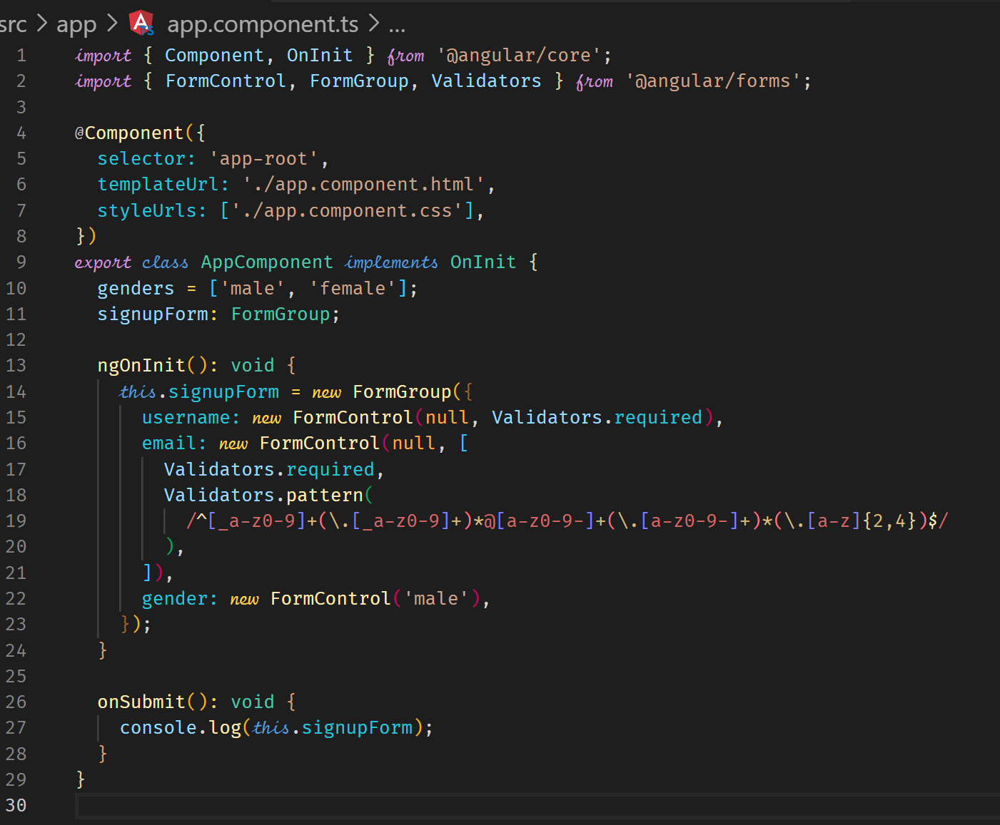 src > app > app.component.ts > ...
1 import { Component, OnInit } from '@angular/core';
2 import { FormControl, FormGroup, Validators } from '@angular/forms';
3
4 @Component({
5   selector: 'app-root',
6   templateUrl: './app.component.html',
7   styleUrls: ['./app.component.css'],
8 })
9 export class AppComponent implements OnInit {
10   genders = ['male', 'female'];
11   signupForm: FormGroup;
12
13   ngOnInit(): void {
14     this.signupForm = new FormGroup({
15       username: new FormControl(null, Validators.required),
16       email: new FormControl(null, [
17         Validators.required,
18         Validators.pattern(
19           /^[_a-z0-9]+(\.[_a-z0-9]+)*@[a-z0-9-]+(\.[a-z0-9-]+)*(\.[a-z]{2,4})$/
20         ),
21       ]),
22       gender: new FormControl('male'),
23     });
24   }
25
26   onSubmit(): void {
27     console.log(this.signupForm);
28   }
29 }
30